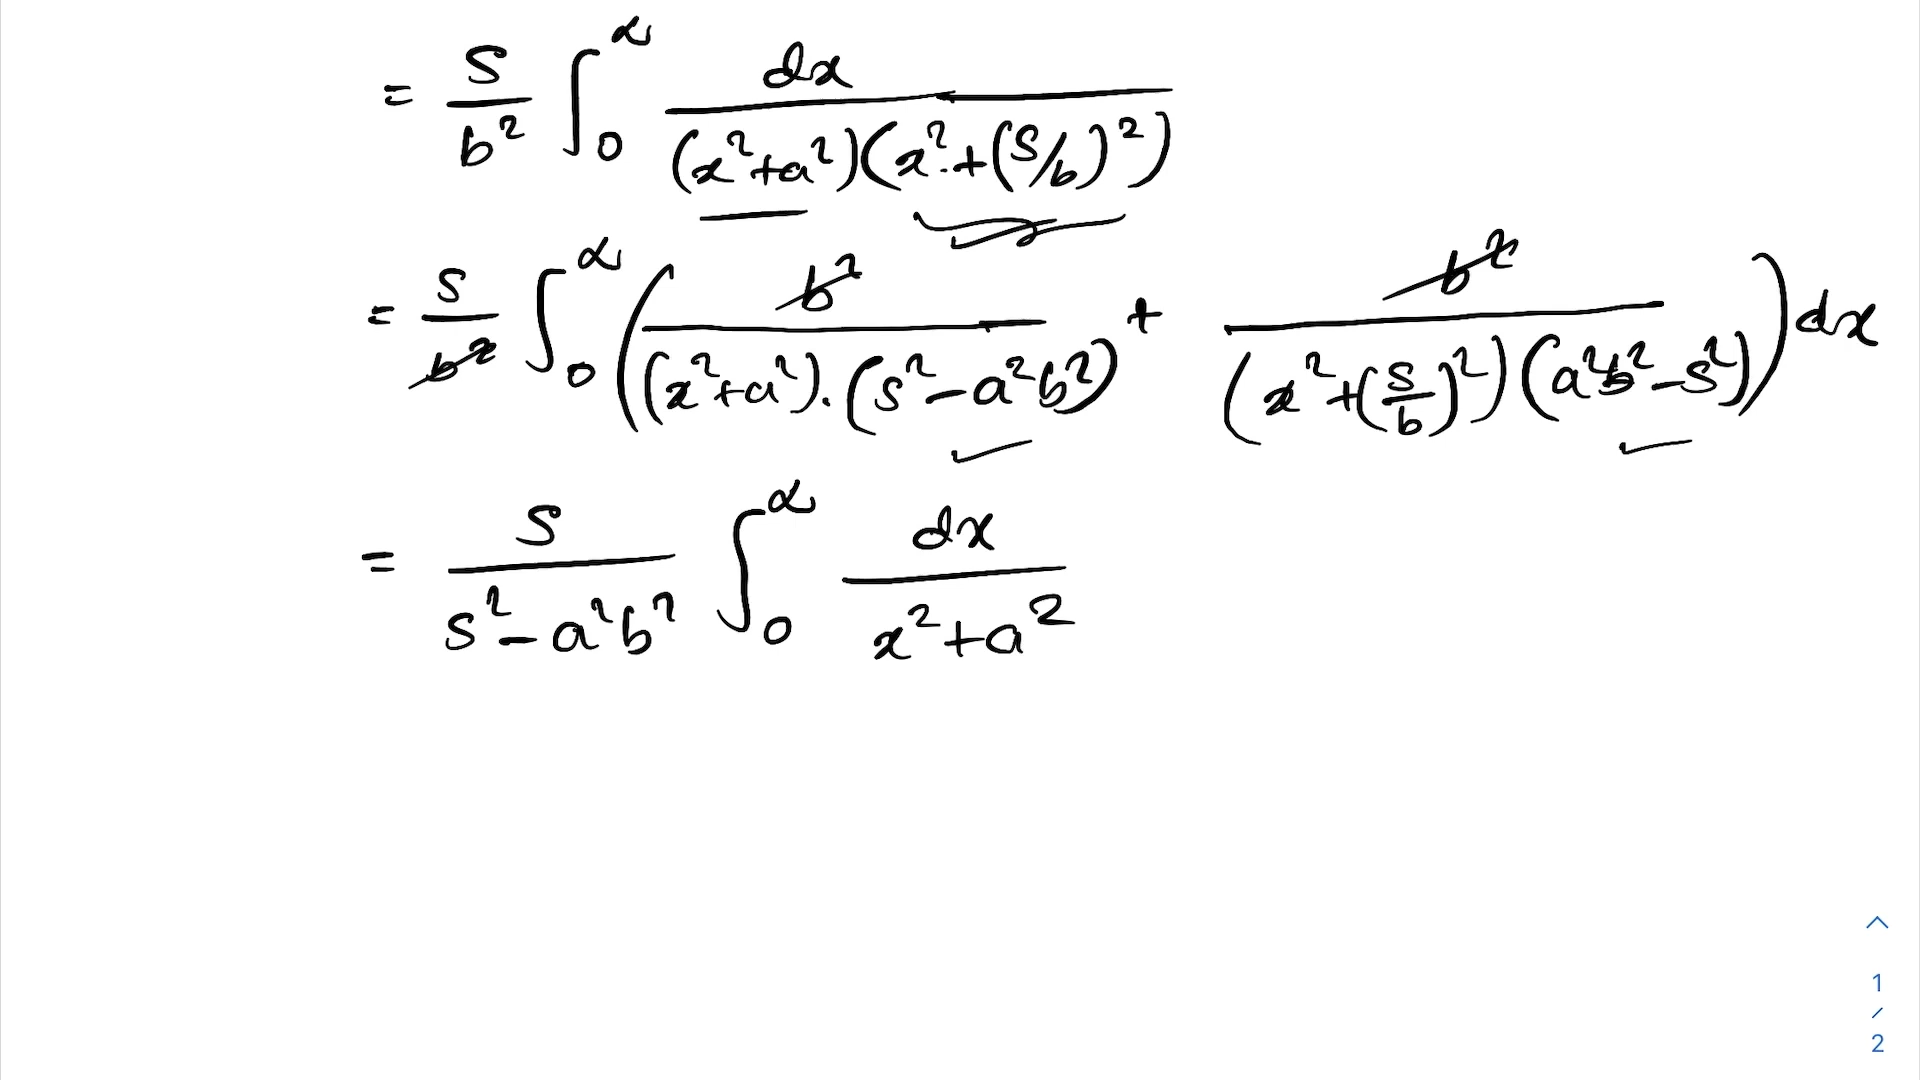 = S/b² ∫₀^α dx/((x²+a²)(x²+(S/b)²))
= S/b² ∫₀^α (b²/((x²+a²).(s²-a²b²)) + b²/((x²+(s/b)²)(a²b²-s²))) dx
= S/(s²-a²b²) ∫₀^α dx/(x²+a²)
1
/
2